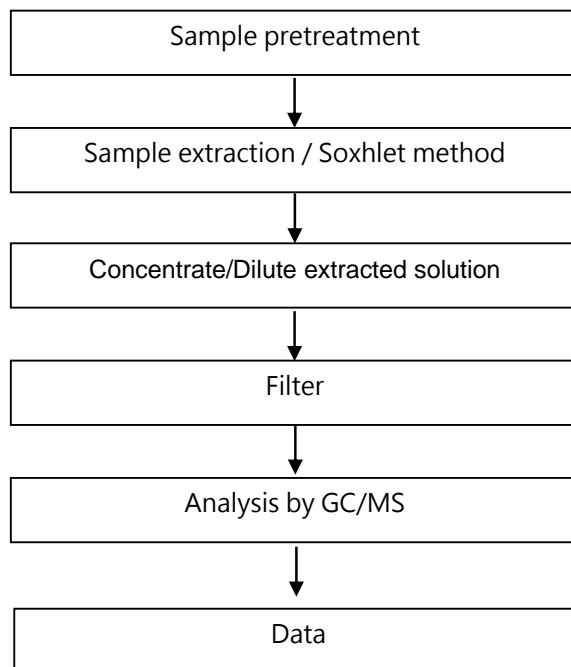 Sample pretreatment
Sample extraction / Soxhlet method
Concentrate/Dilute extracted solution
Filter
Analysis by GC/MS
Data